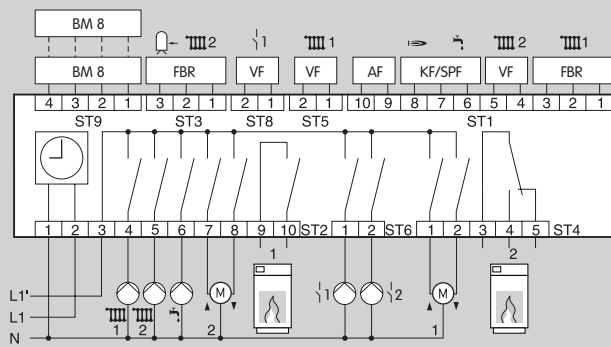 BM 8
2 1 1 2 1
BM 8 FBR VF VF AF KF/SPF VF FBR
4 3 2 1 3 2 1 2 1 2 1 10 9 8 7 6 5 4 3 2 1
ST9 ST3 ST8 ST5 ST1
1 2 3 4 5 6 7 8 9 10 ST2 1 2 ST6 1 2 3 4 5 ST4
1 2
M M
1 2
L1'
L1
1 2 2 1
N